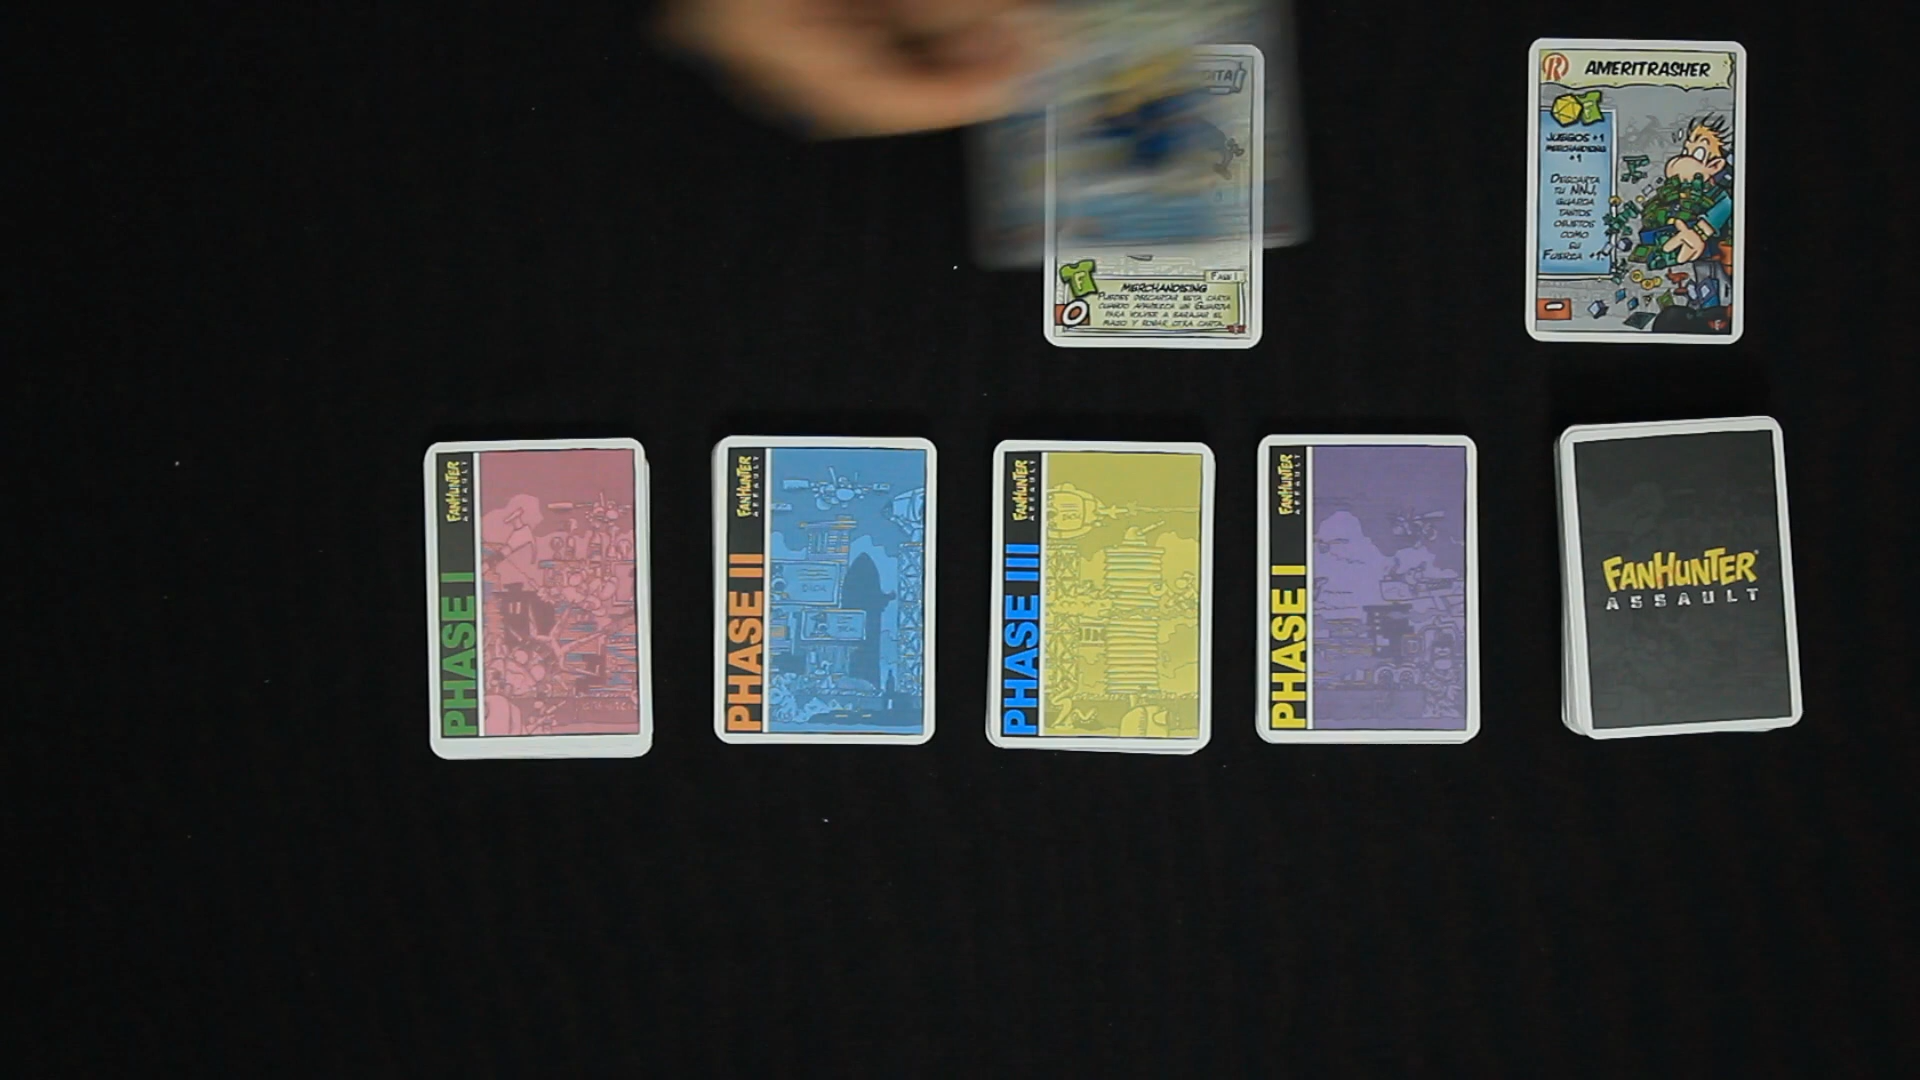 AMERITRASHER
JUEGOS +1
MERCHANDISING
+1
DESCARTA
TU NNJ,
GUARDA
TANTOS
OBJETOS
COMO
SU
FUERZA +1.
FASE I
MERCHANDISING
PUEDES DESCARTAR ESTA CARTA
CUANDO APAREZCA UN GUARDIA
PARA VOLVER A BARAJAR EL
MAZO Y ROBAR OTRA CARTA.
F
0
FANHUNTER
ASSAULT
PHASE I
FANHUNTER
ASSAULT
PHASE II
FANHUNTER
ASSAULT
PHASE III
FANHUNTER
ASSAULT
PHASE I
FANHUNTER
ASSAULT